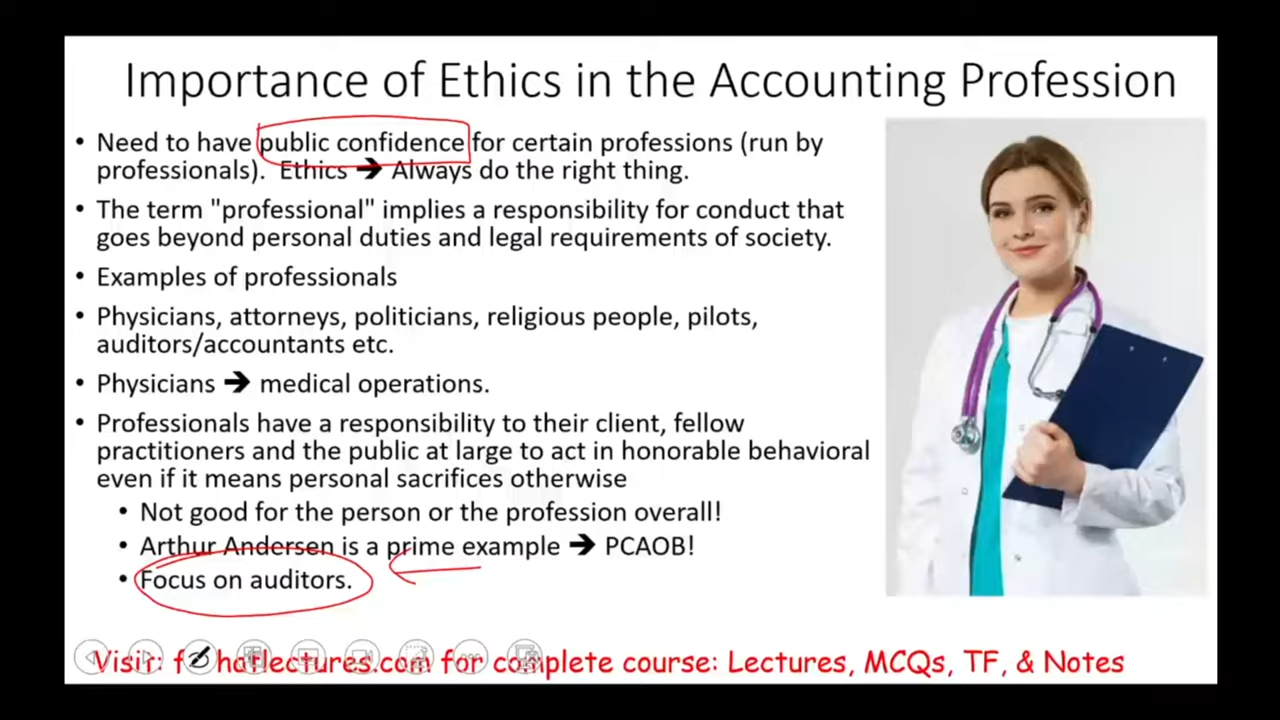 Importance of Ethics in the Accounting Profession
• Need to have public confidence for certain professions (run by
professionals). Ethics ➔ Always do the right thing.
• The term "professional" implies a responsibility for conduct that
goes beyond personal duties and legal requirements of society.
• Examples of professionals
• Physicians, attorneys, politicians, religious people, pilots,
auditors/accountants etc.
• Physicians ➔ medical operations.
• Professionals have a responsibility to their client, fellow
practitioners and the public at large to act in honorable behavioral
even if it means personal sacrifices otherwise
• Not good for the person or the profession overall!
• Arthur Andersen is a prime example ➔ PCAOB!
• Focus on auditors.
Visit: for complete course: Lectures, MCQs, TF, & Notes